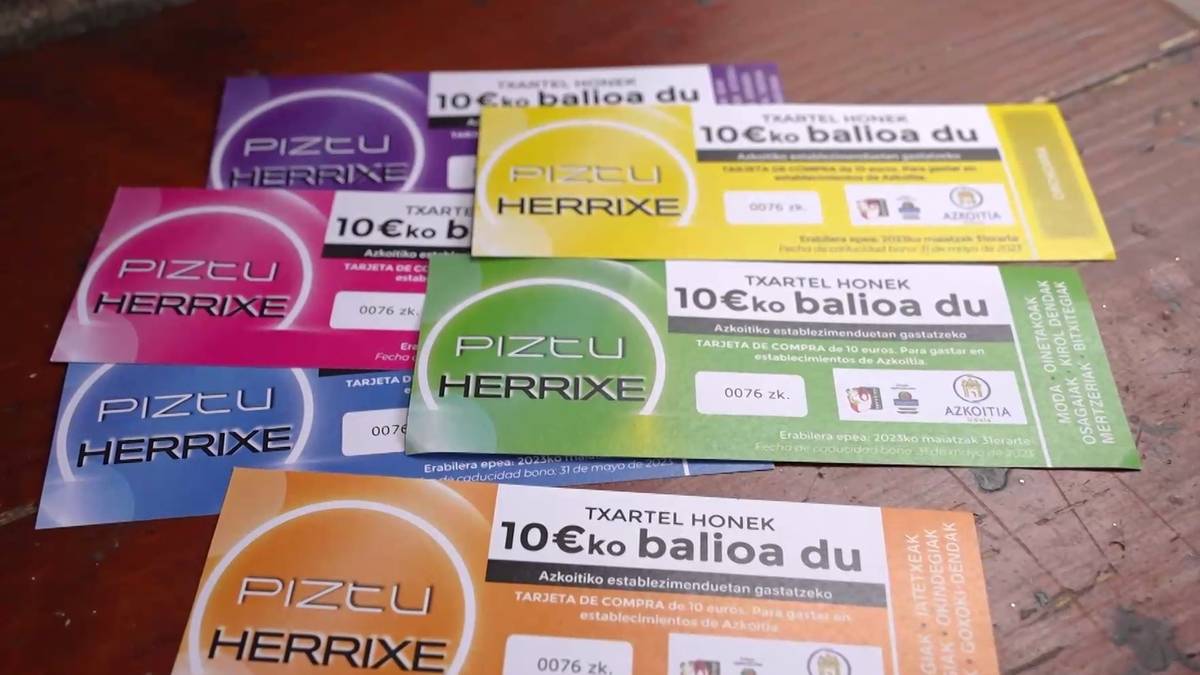 PIZTU
HERRIXE
TXARTEL HONEK
10€ko balioa du
PIZTU
HERRIXE
TXARTEL HONEK
10€ko balioa du
Azkoitiko establezimenduetan gastatzeko
TARJETA DE COMPRA de 10 euros. Para gastar en
establecimientos de Azkoitia.
0076 zk.
AZKOITIA
Erabilera epea: 2023ko maiatzak 31erarte
Fecha de caducidad bono: 31 de mayo de 2023
PIZTU
HERRIXE
10€ko
TARJETA DE
0076 zk.
PIZTU
HERRIXE
TXARTEL HONEK
10€ko balioa du
Azkoitiko establezimenduetan gastatzeko
TARJETA DE COMPRA de 10 euros. Para gastar en
establecimientos de Azkoitia.
0076 zk.
AZKOITIA
Udala
Erabilera epea: 2023ko maiatzak 31erarte
Fecha de caducidad bono: 31 de mayo de 2023
MODA · OINETAKOAK
OSAGAIAK · KIROL DENDAK
MERTZERIAK · BITXITEGIAK
PIZTU
HERRIXE
0076
Erabilera epea: 2023ko
de caducidad bono: 31 de mayo de 2023
PIZTU
HERRIXE
TXARTEL HONEK
10€ko balioa du
Azkoitiko establezimenduetan gastatzeko
TARJETA DE COMPRA de 10 euros. Para gastar en
establecimientos de Azkoitia
0076 zk.
JATETXEAK
OKINDEGIAK
GOXOKI-DENDAK